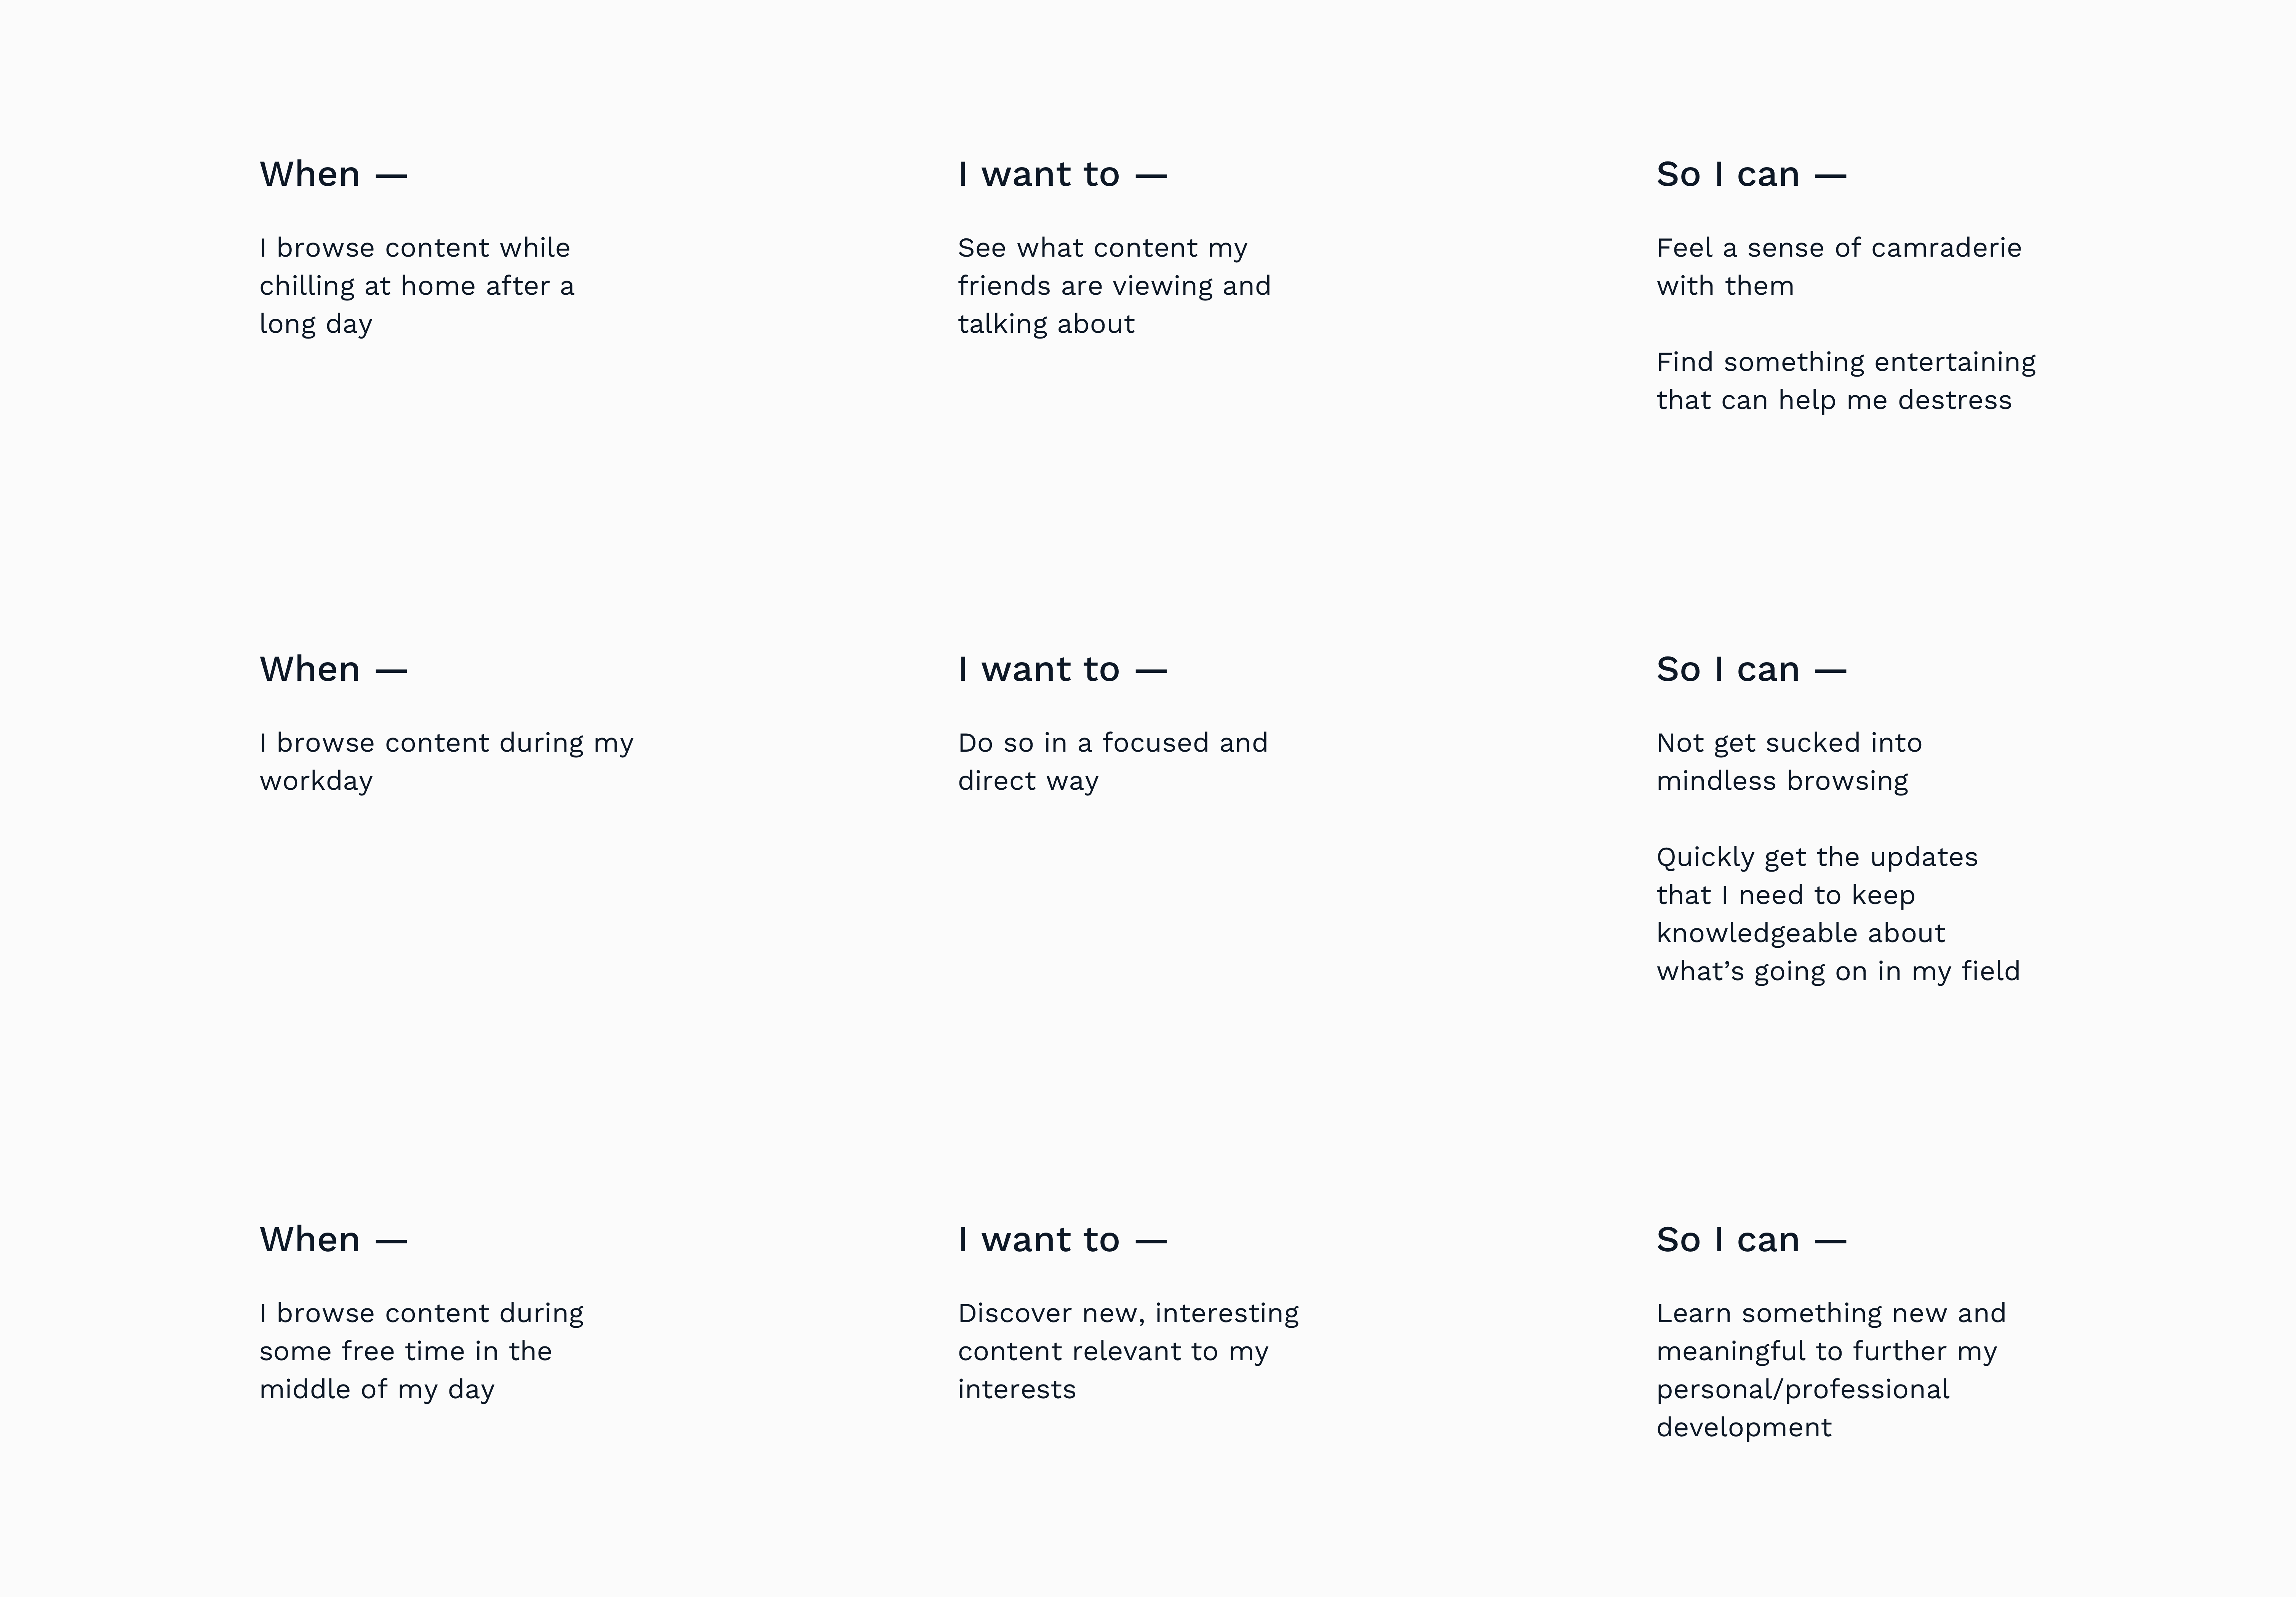 When —
I browse content while
chilling at home after a
long day
I want to —
See what content my
friends are viewing and
talking about
So I can —
Feel a sense of camraderie
with them
Find something entertaining
that can help me destress
When —
I browse content during my
workday
I want to —
Do so in a focused and
direct way
So I can —
Not get sucked into
mindless browsing
Quickly get the updates
that I need to keep
knowledgeable about
what’s going on in my field
When —
I browse content during
some free time in the
middle of my day
I want to —
Discover new, interesting
content relevant to my
interests
So I can —
Learn something new and
meaningful to further my
personal/professional
development